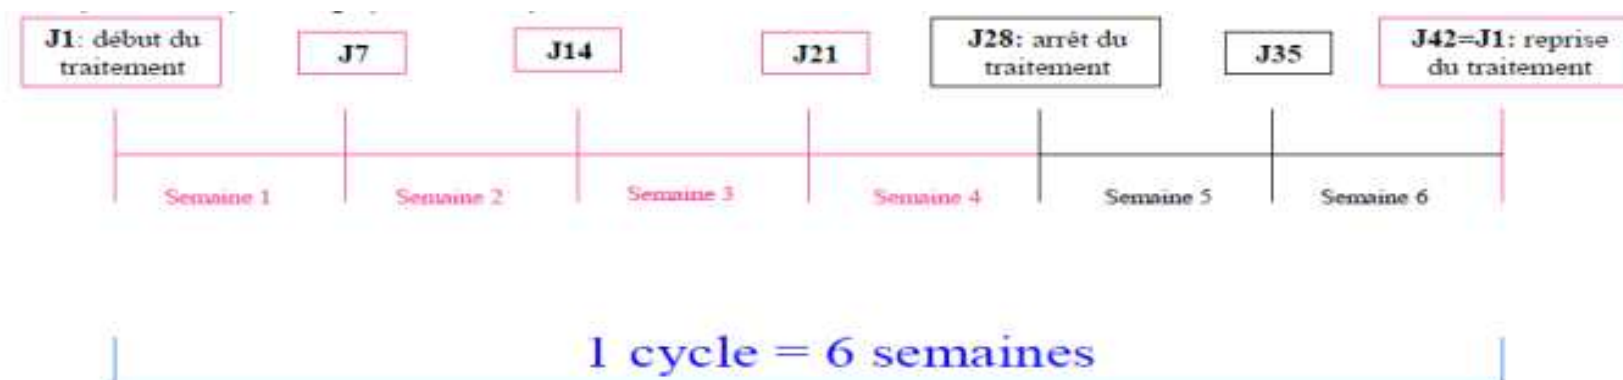 J1: début du
traitement
J7
J14
J21
J28: arrêt du
traitement
J35
J42=J1: reprise
du traitement
Semaine 1
Semaine 2
Semaine 3
Semaine 4
Semaine 5
Semaine 6
1 cycle = 6 semaines